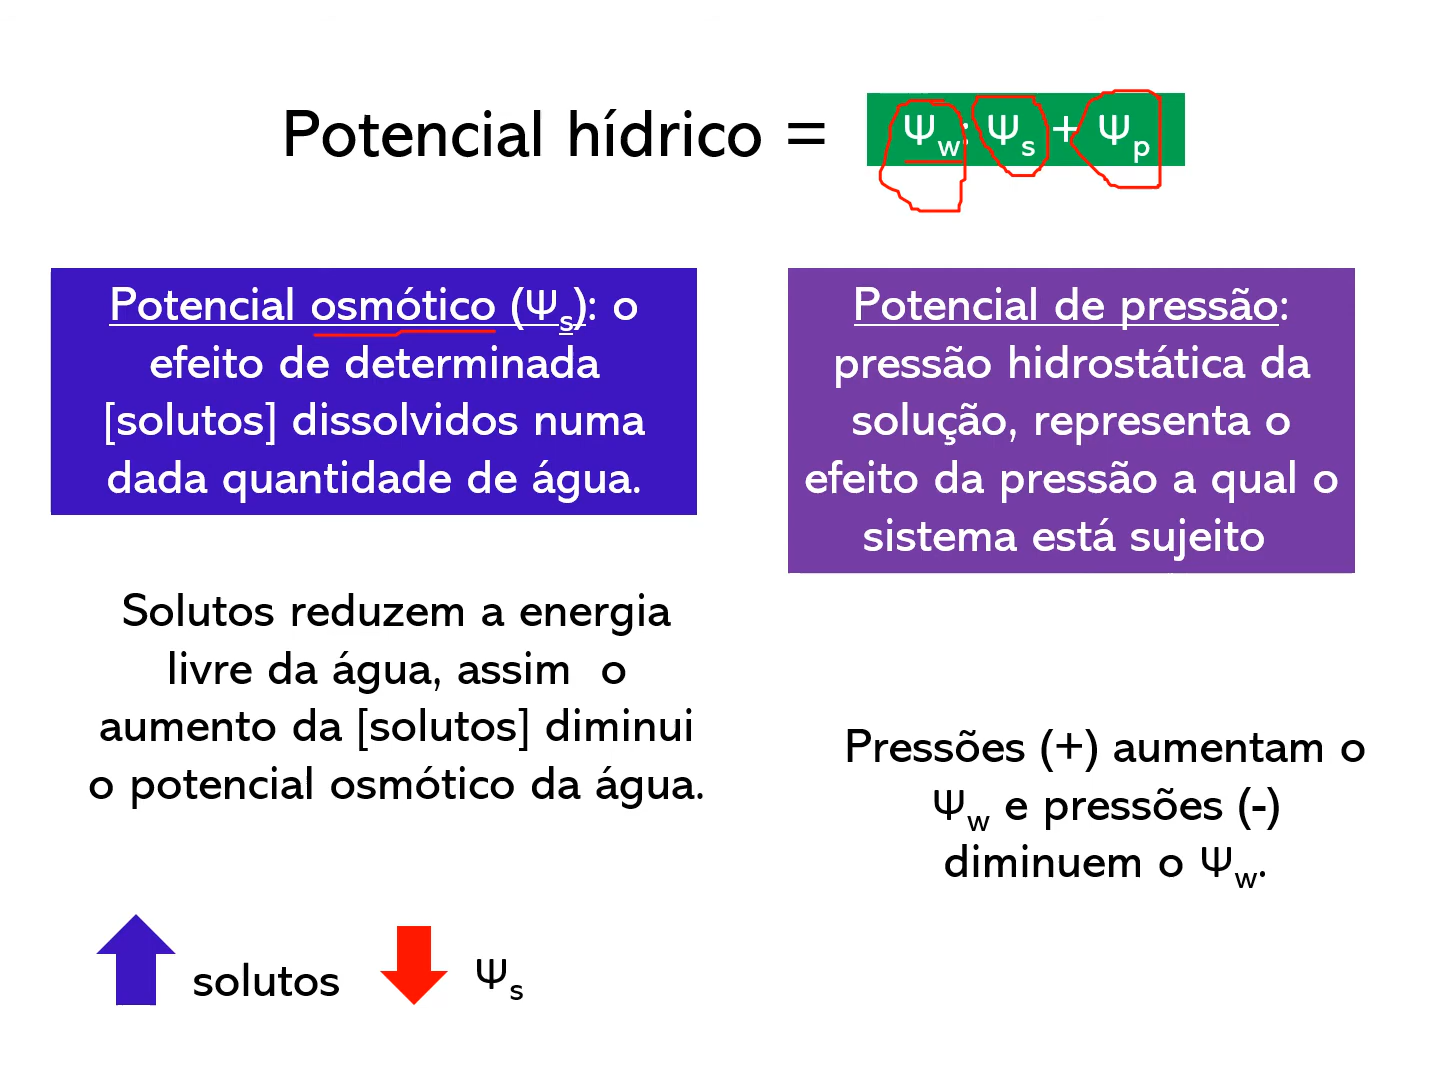 Potencial hídrico = Ψw: Ψs + Ψp
Potencial osmótico (Ψs): o
efeito de determinada
[solutos] dissolvidos numa
dada quantidade de água.
Potencial de pressão:
pressão hidrostática da
solução, representa o
efeito da pressão a qual o
sistema está sujeito
Solutos reduzem a energia
livre da água, assim o
aumento da [solutos] diminui
o potencial osmótico da água.
Pressões (+) aumentam o
Ψw e pressões (-)
diminuem o Ψw.
solutos Ψs